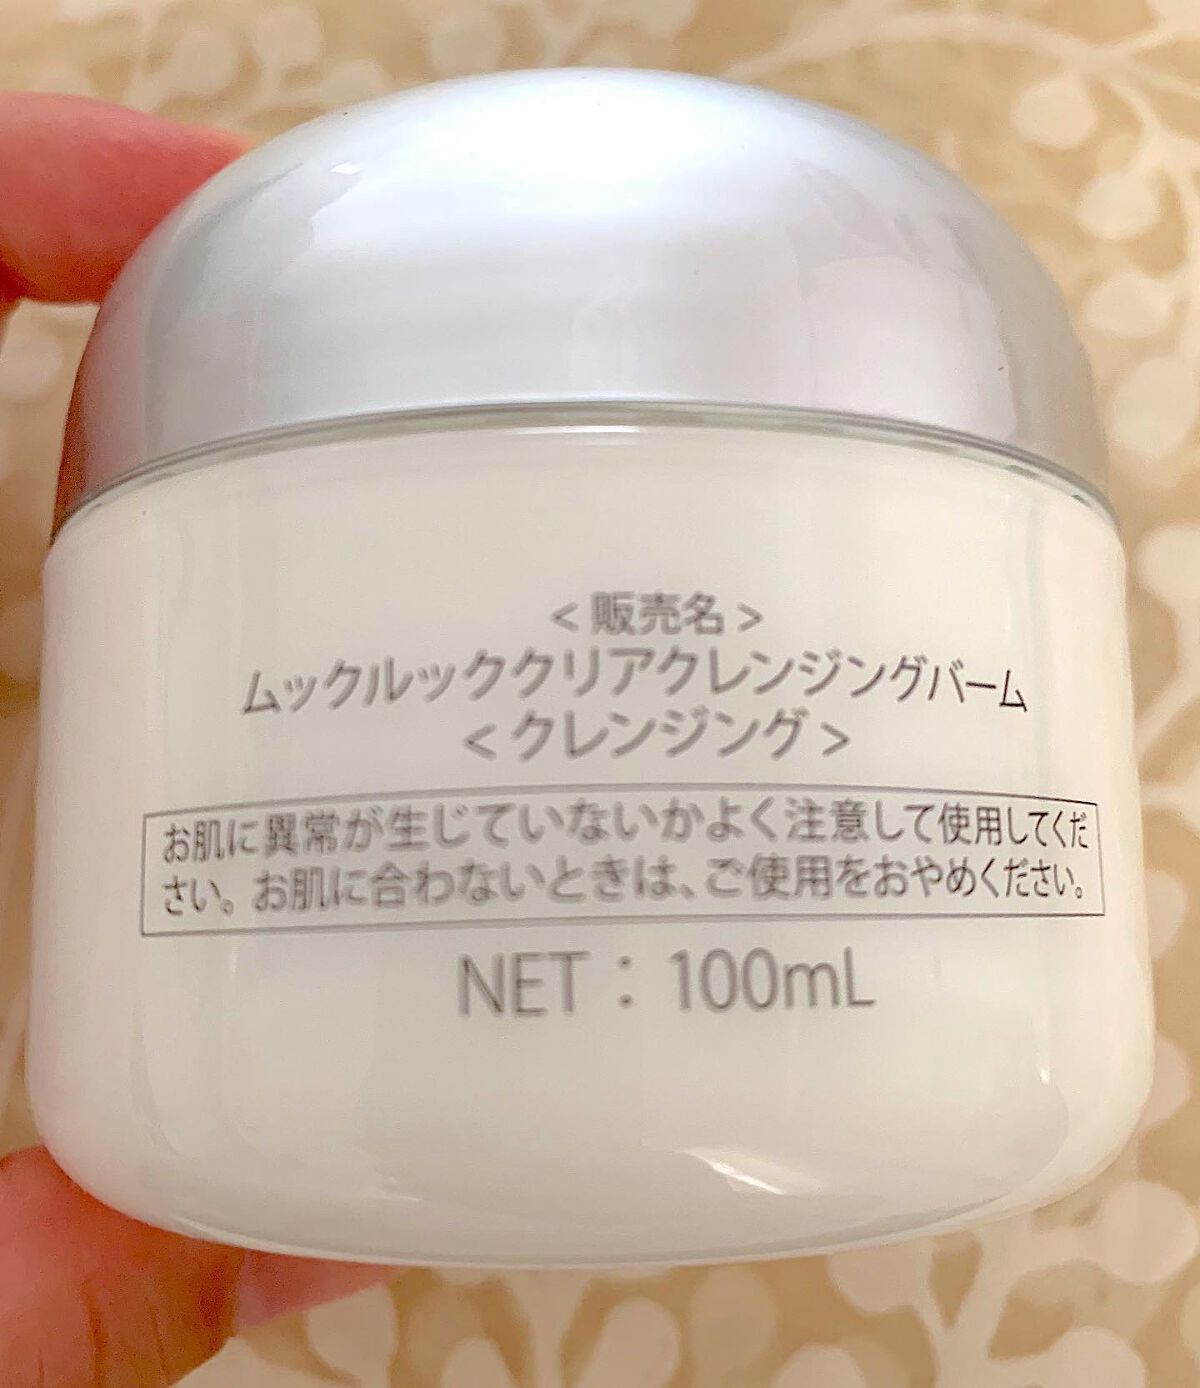 ＜販売名＞
ムックルッククリアクレンジングバーム
＜クレンジング＞
お肌に異常が生じていないかよく注意して使用してくだ
さい。お肌に合わないときは、ご使用をおやめください。
NET：100mL